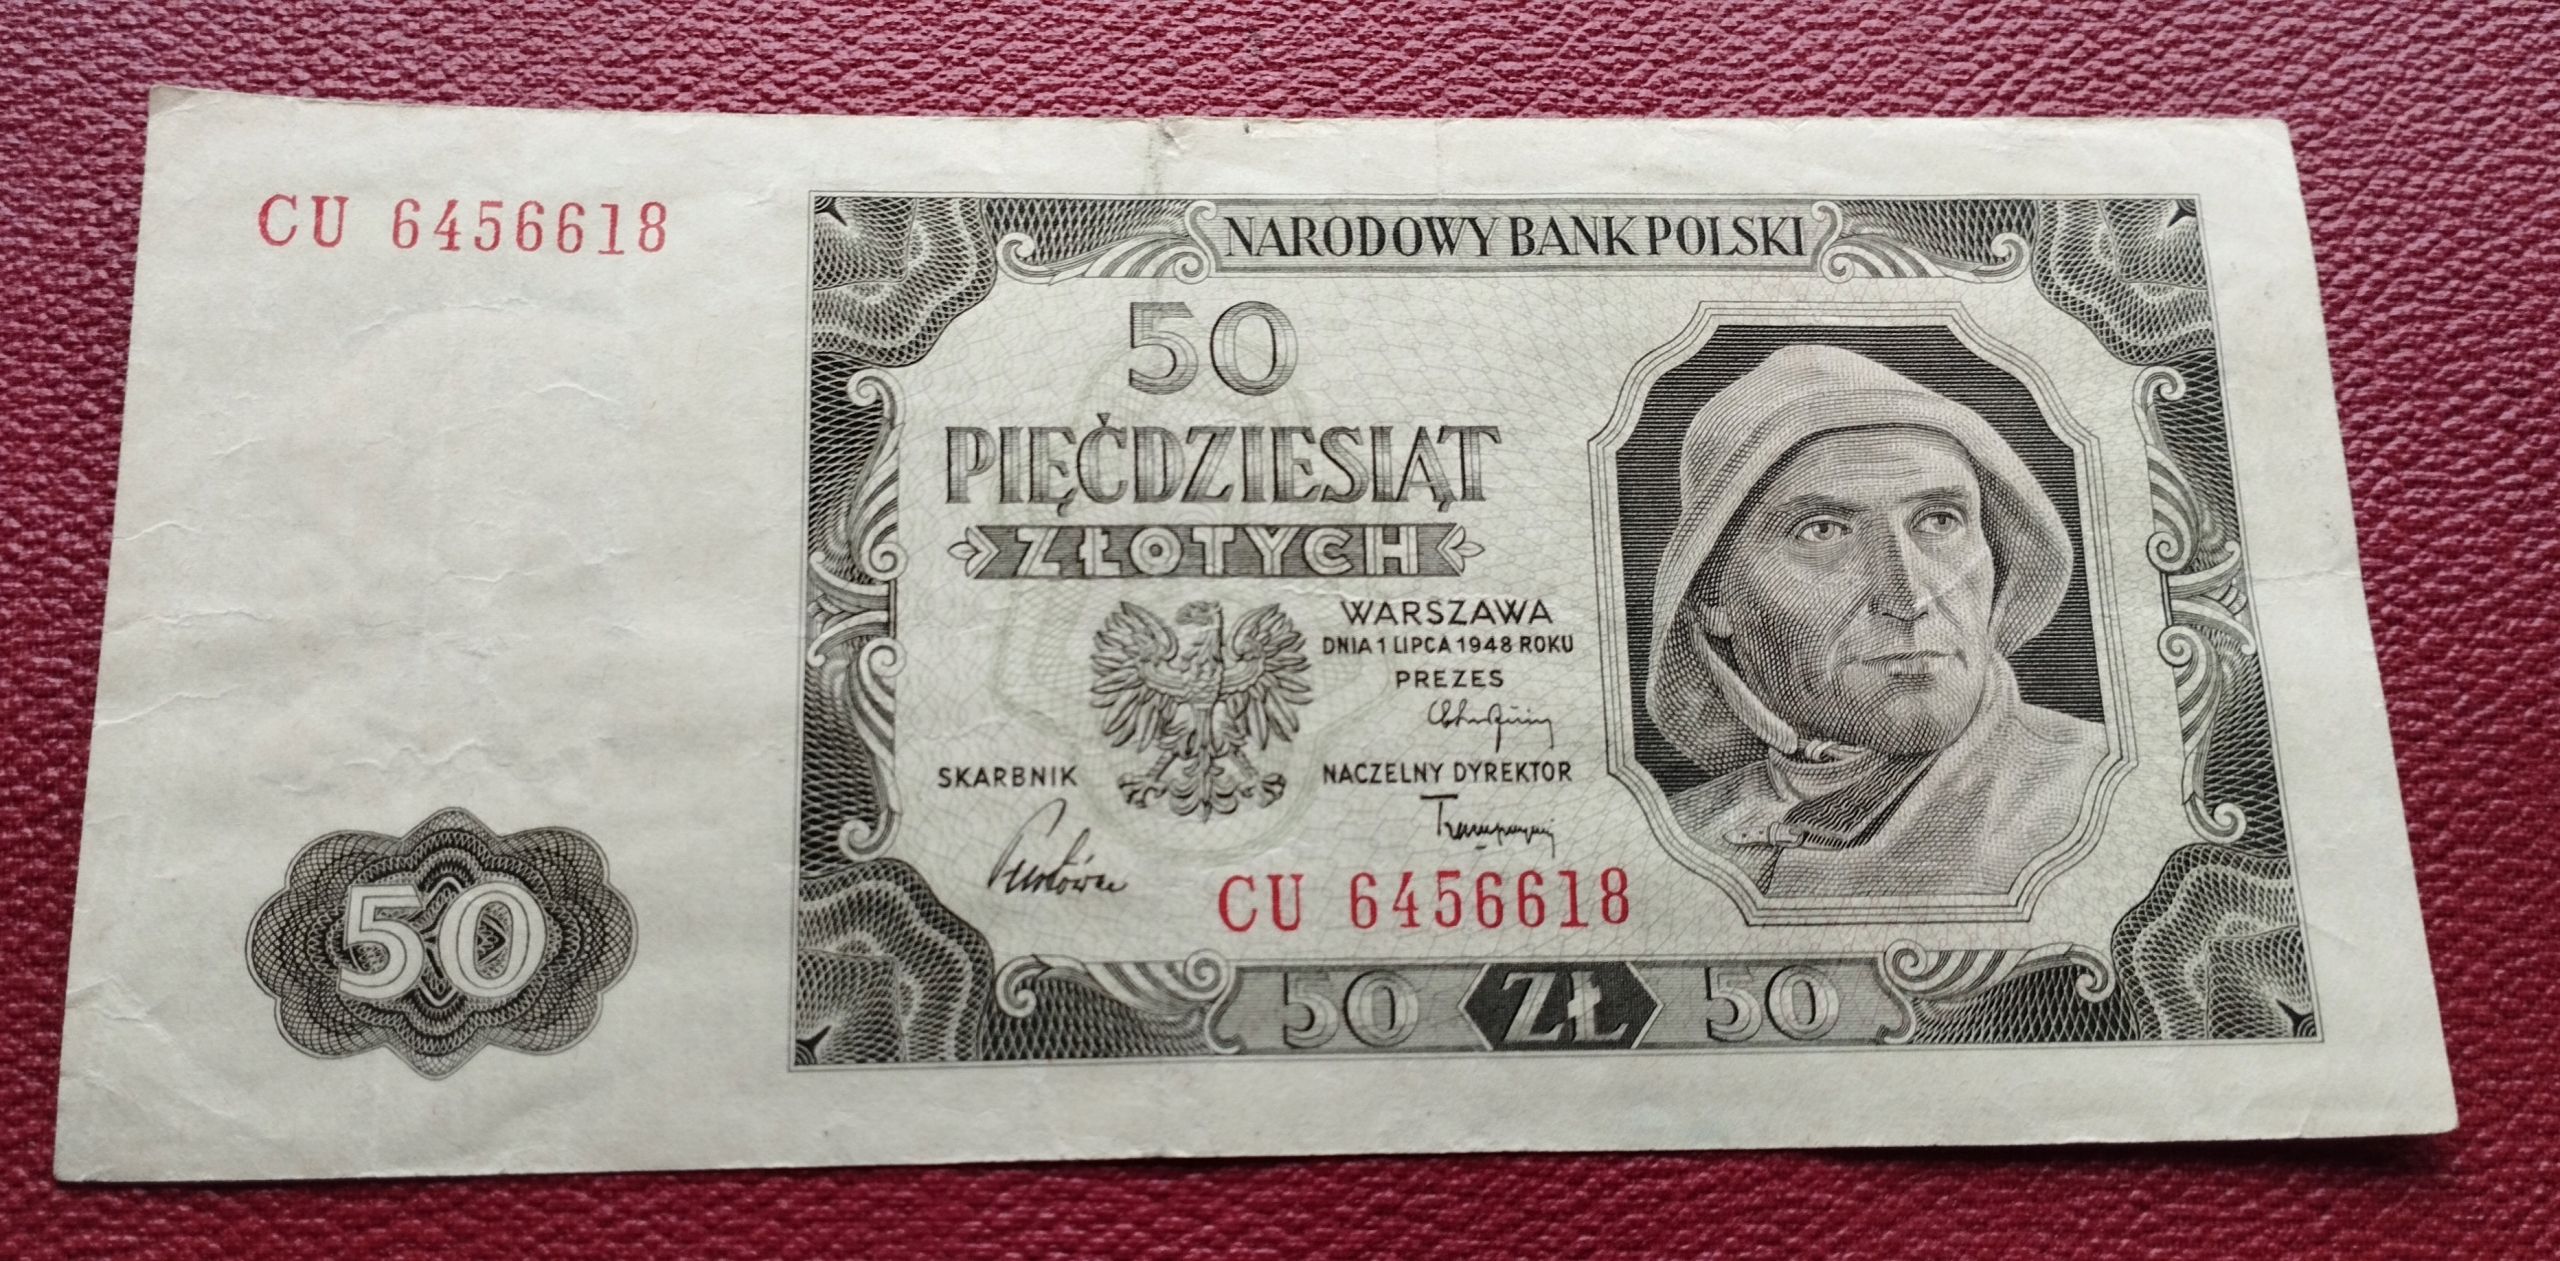 CU 6456618
NARODOWY BANK POLSKI
50
PIĘĆDZIESIĄT
ZŁOTYCH
WARSZAWA
DNIA 1 LIPCA 1948 ROKU
PREZES
SKARBNIK
NACZELNY DYREKTOR
CU 6456618
50
50 ZŁ 50